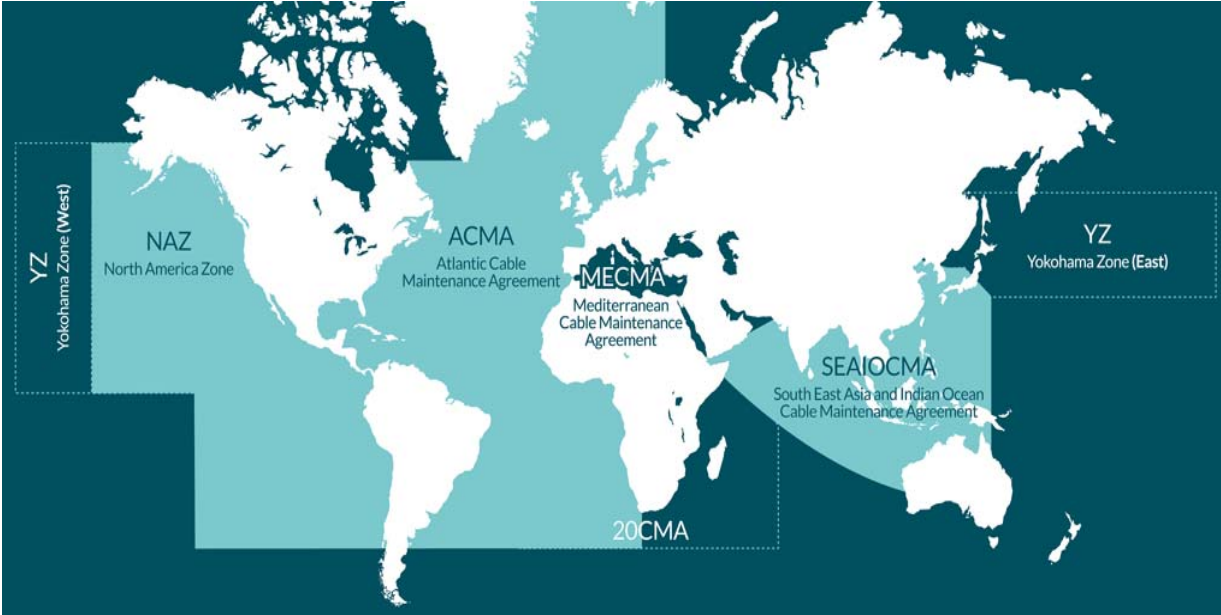 YZ
Yokohama Zone (West)
NAZ
North America Zone
ACMA
Atlantic Cable
Maintenance Agreement
MECMA
Mediterranean
Cable Maintenance
Agreement
20CMA
SEAIOCMA
South East Asia and Indian Ocean
Cable Maintenance Agreement
YZ
Yokohama Zone (East)